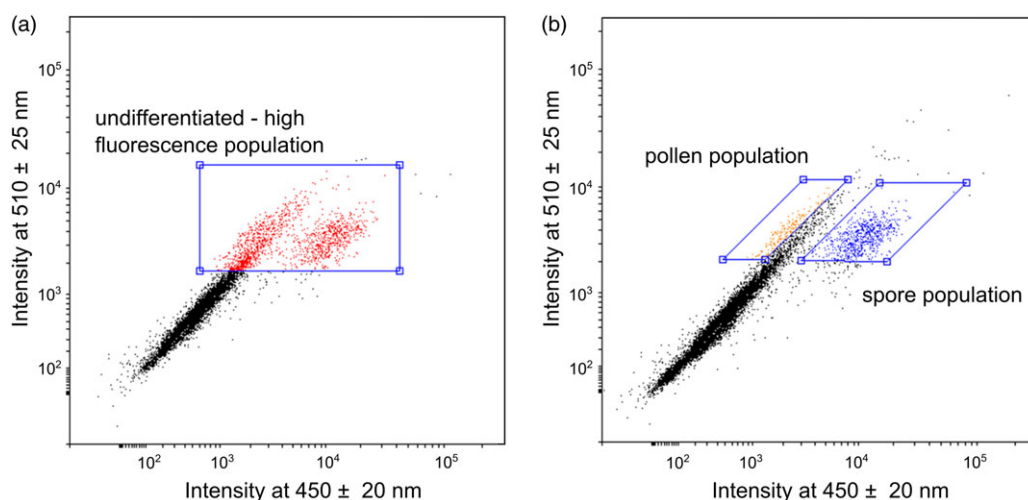 (a)
10⁵
10⁴
10³
10²
Intensity at 510 ± 25 nm
undifferentiated - high
fluorescence population
10² 10³ 10⁴ 10⁵
Intensity at 450 ± 20 nm
(b)
10⁵
10⁴
10³
10²
Intensity at 510 ± 25 nm
pollen population
spore population
10² 10³ 10⁴ 10⁵
Intensity at 450 ± 20 nm